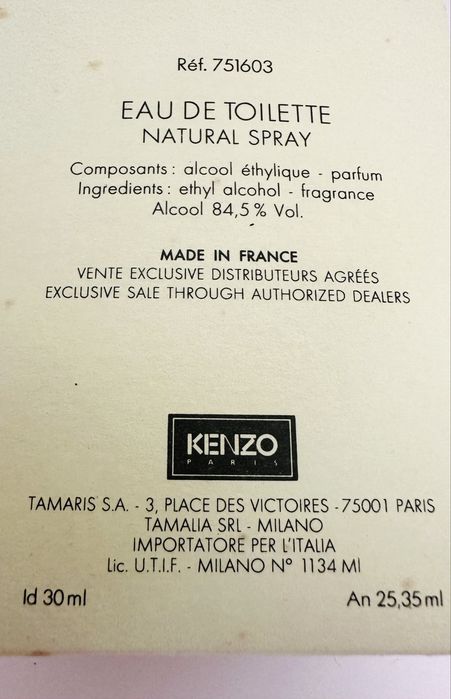 Réf. 751603
EAU DE TOILETTE
NATURAL SPRAY
Composants : alcool éthylique - parfum
Ingredients : ethyl alcohol - fragrance
Alcool 84,5 % Vol.
MADE IN FRANCE
VENTE EXCLUSIVE DISTRIBUTEURS AGRÉÉS
EXCLUSIVE SALE THROUGH AUTHORIZED DEALERS
KENZO
PARIS
TAMARIS S.A. - 3, PLACE DES VICTOIRES - 75001 PARIS
TAMALIA SRL - MILANO
IMPORTATORE PER L'ITALIA
Lic. U.T.I.F. - MILANO N° 1134 MI
Id 30 ml An 25,35 ml